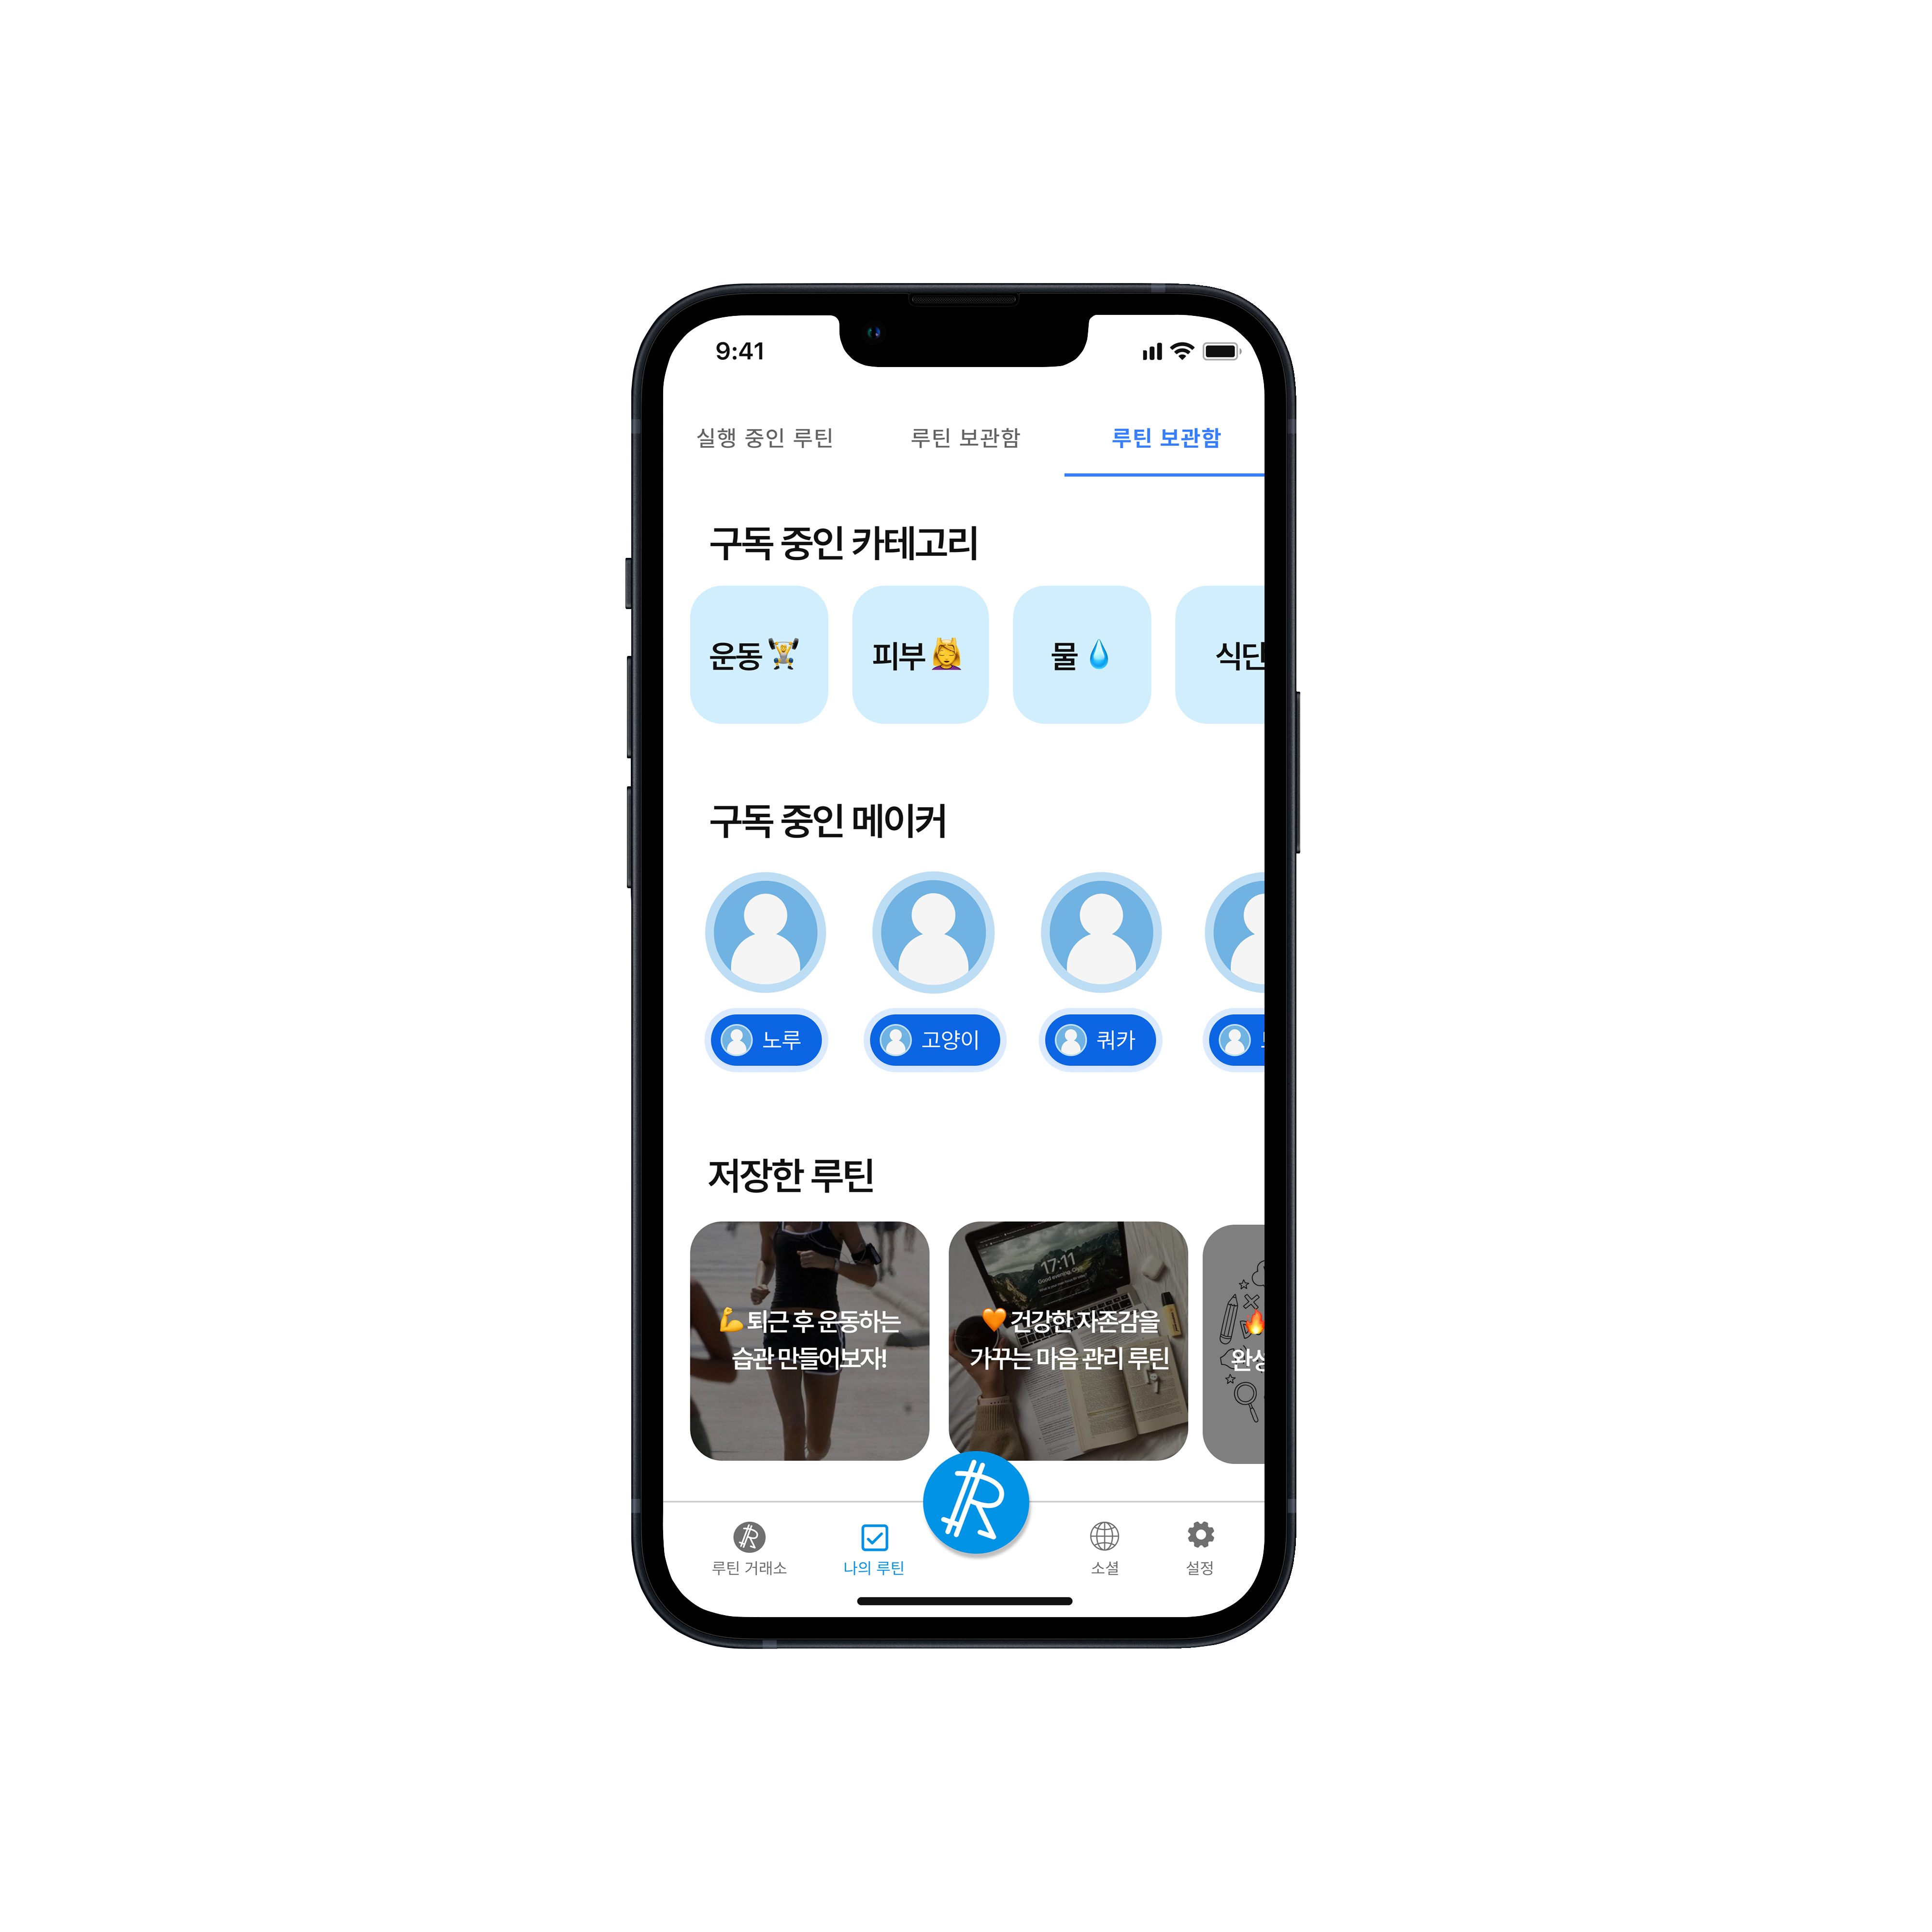 9:41
실행 중인 루틴 루틴 보관함 루틴 보관함
구독 중인 카테고리
운동🏋️ 피부💆 물💧 식단
구독 중인 메이커
노루 고양이 쿼카
저장한 루틴
💪퇴근 후 운동하는
습관 만들어보자!
17:11
Good evening,
🧡 건강한 자존감을
가꾸는 마음 관리 루틴
🔥
완성
루틴 거래소 나의 루틴 소셜 설정